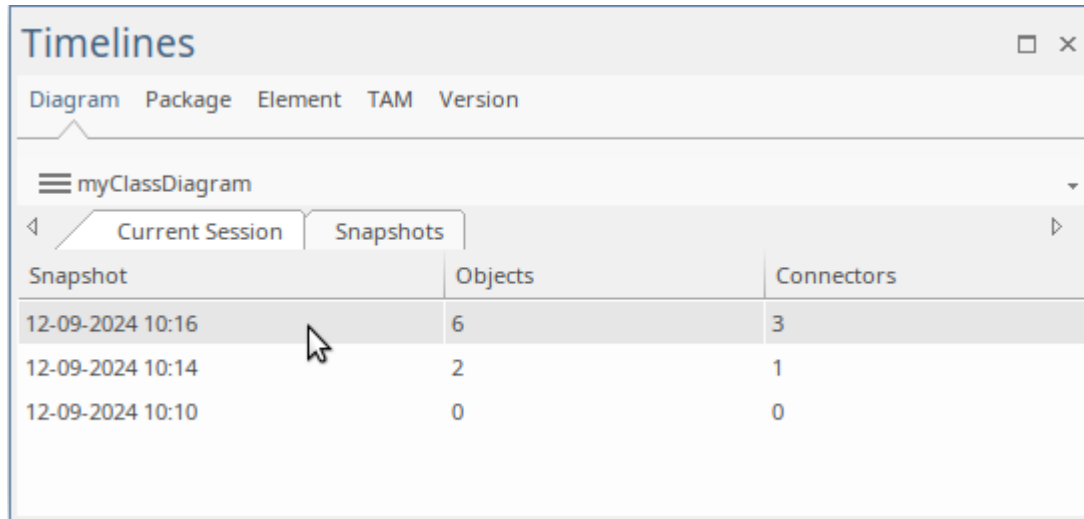 Timelines
Diagram Package Element TAM Version
myClassDiagram
Current Session Snapshots
Snapshot Objects Connectors
12-09-2024 10:16 6 3
12-09-2024 10:14 2 1
12-09-2024 10:10 0 0